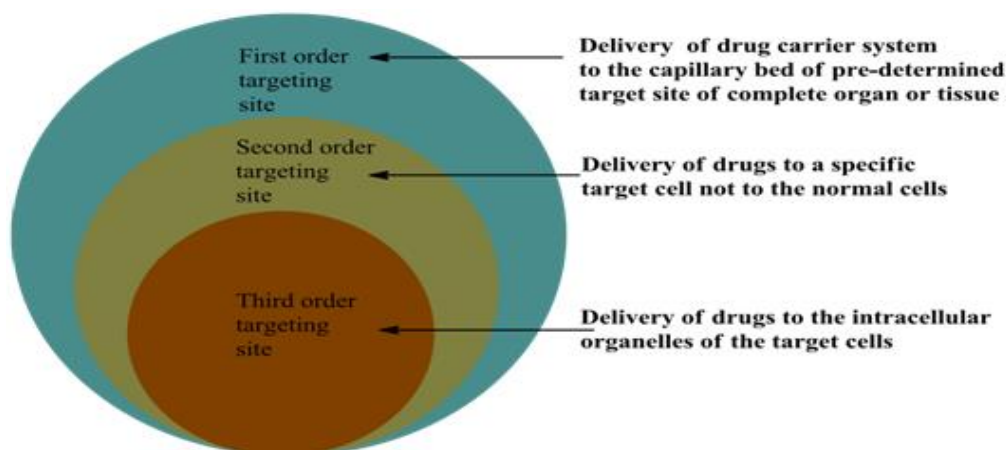 First order
targeting
site
Delivery of drug carrier system
to the capillary bed of pre-determined
target site of complete organ or tissue
Second order
targeting
site
Delivery of drugs to a specific
target cell not to the normal cells
Third order
targeting
site
Delivery of drugs to the intracellular
organelles of the target cells